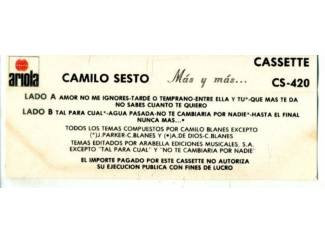 CASSETTE
ariola
CAMILO SESTO Más y más... CS-420
LADO A AMOR NO ME IGNORES-TARDE O TEMPRANO-ENTRE ELLA Y TU*-QUE MAS TE DA
NO SABES CUANTO TE QUIERO
LADO B TAL PARA CUAL*-AGUA PASADA-NO TE CAMBIARIA POR NADIE*-HASTA EL FINAL
NUNCA MAS...*
TODOS LOS TEMAS COMPUESTOS POR CAMILO BLANES EXCEPTO
(*)J.PARKER-C.BLANES Y (*)A.DE DIOS-C.BLANES
TEMAS EDITADOS POR ARABELLA EDICIONES MUSICALES, S.A.
EXCEPTO "TAL PARA CUAL" Y "NO TE CAMBIARIA POR NADIE"
EL IMPORTE PAGADO POR ESTE CASSETTE NO AUTORIZA
SU EJECUCION PUBLICA CON FINES DE LUCRO